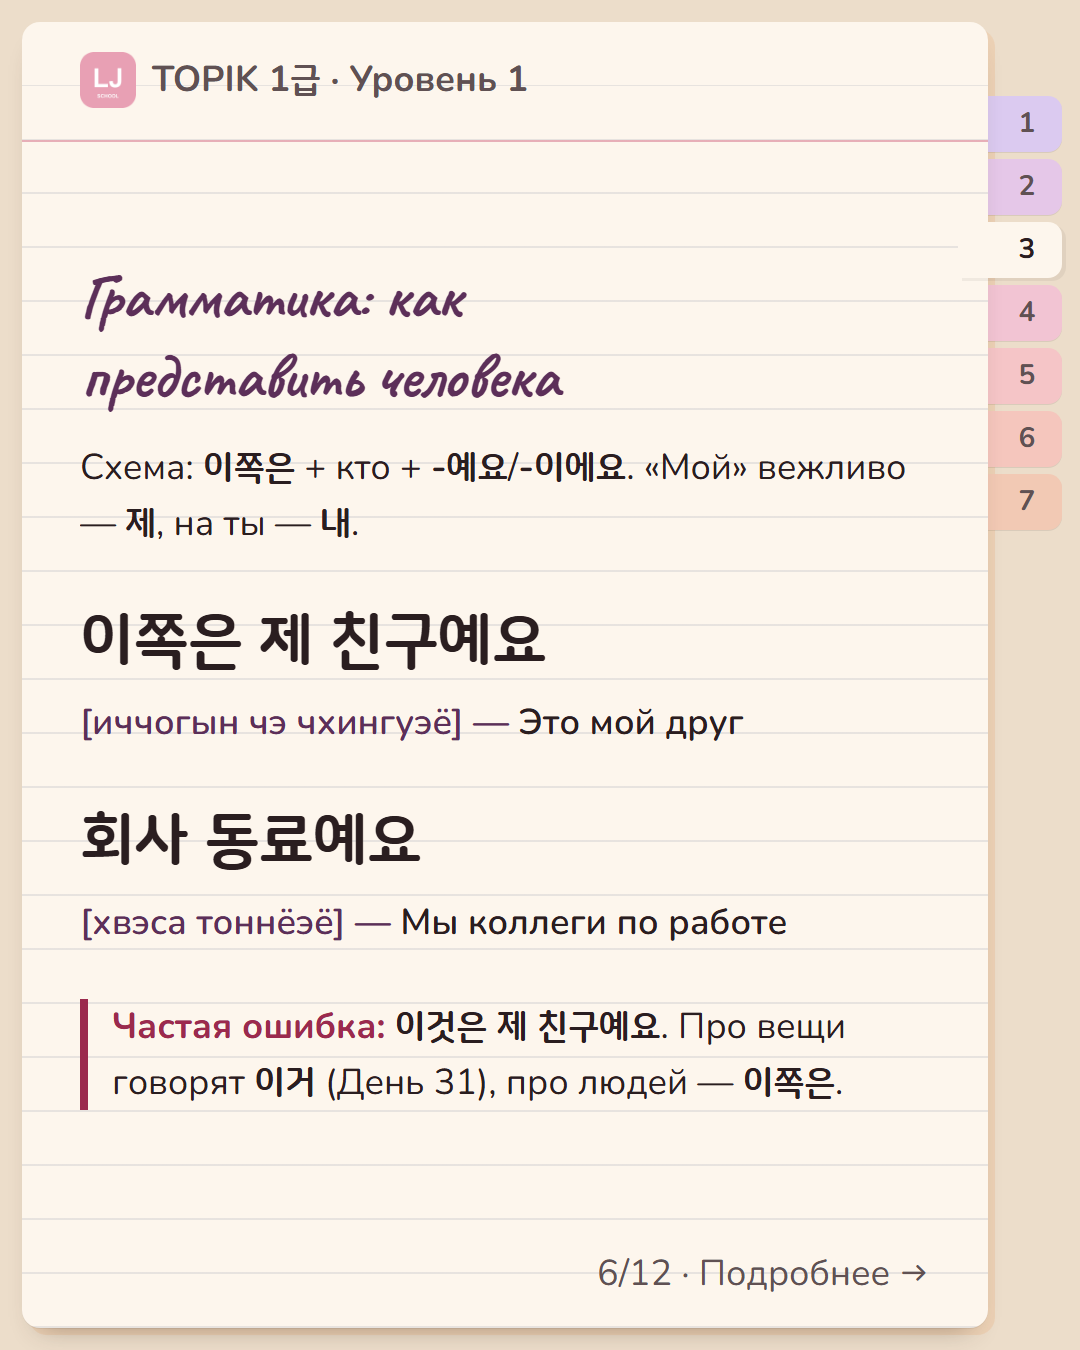 LJ
SCHOOL
TOPIK 1급 · Уровень 1
1
2
3
4
5
6
7
Грамматика: как
представить человека
Схема: 이쪽은 + кто + -예요/-이에요. «Мой» вежливо
— 제, на ты — 내.
이쪽은 제 친구예요
[иччогын чэ чхингуэё] — Это мой друг
회사 동료예요
[хвэса тоннёэё] — Мы коллеги по работе
Частая ошибка: 이것은 제 친구예요. Про вещи
говорят 이거 (День 31), про людей — 이쪽은.
6/12 · Подробнее →